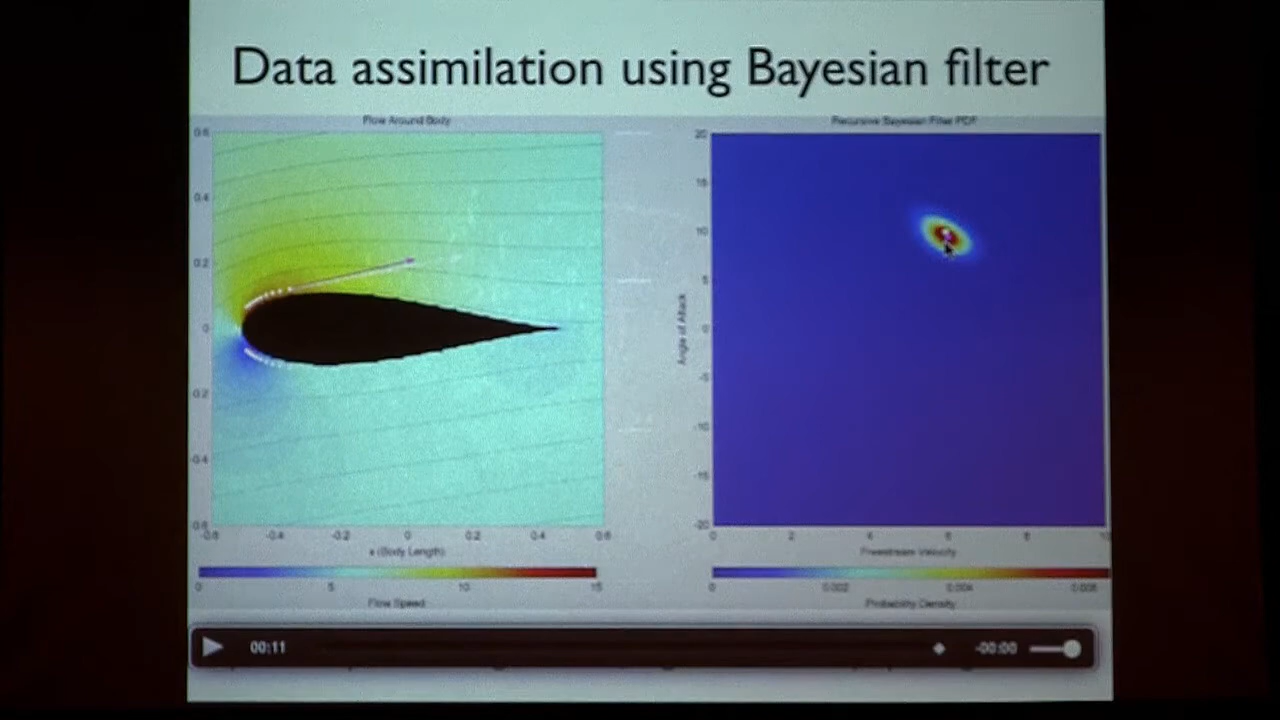 Data assimilation using Bayesian filter
Flow Around Body
Recursive Bayesian Filter PDF
0.6
0.4
0.2
0
-0.2
-0.4
-0.6
-0.6 -0.4 -0.2 0 0.2 0.4 0.6
x (Body Length)
0 5 10 15
Flow Speed
20
15
10
5
0
-5
-10
-15
-20
Angle of Attack
0 2 4 6 8 10
Freestream Velocity
0 0.002 0.004 0.006
Probability Density
00:11
-00:00